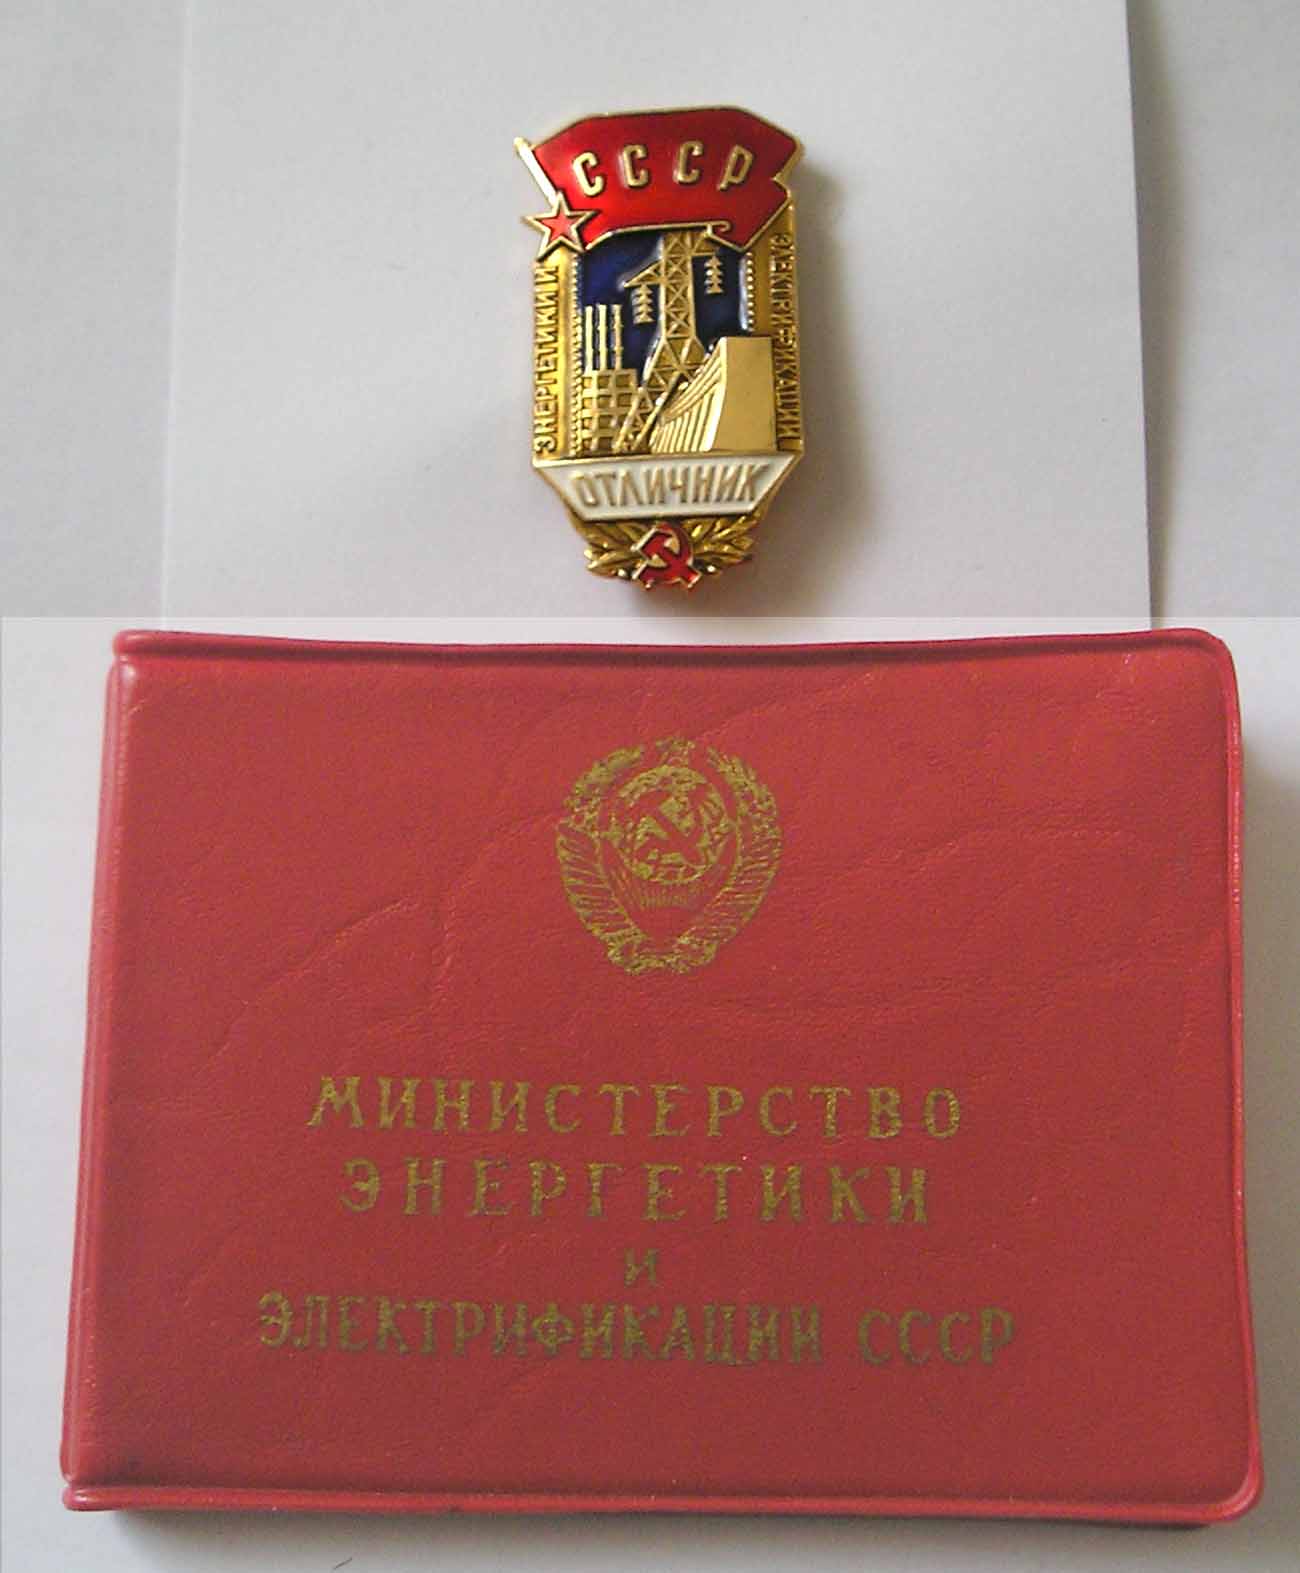 СССР
ЭНЕРГЕТИКИ И
ЭЛЕКТРИФИКАЦИИ
ОТЛИЧНИК
МИНИСТЕРСТВО
ЭНЕРГЕТИКИ
и
ЭЛЕКТРИФИКАЦИИ СССР